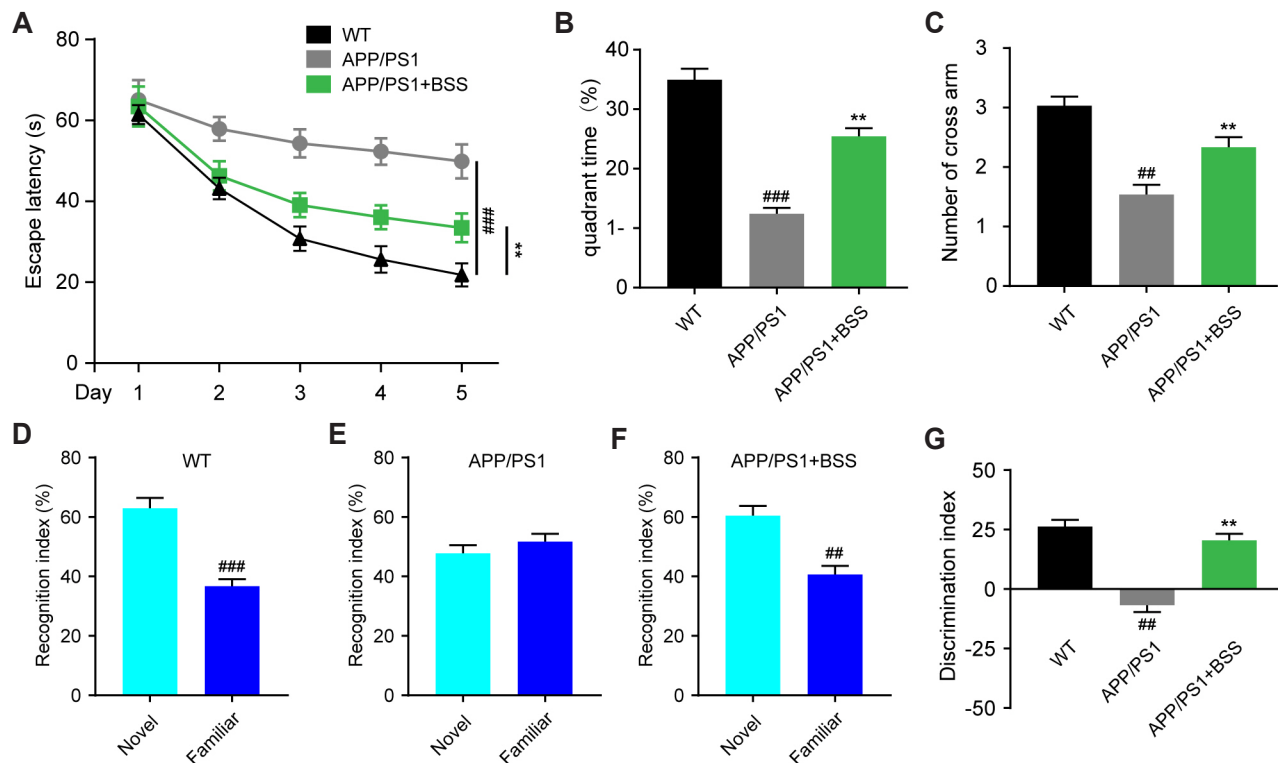 A
80
60
40
20
0
Escape latency (s)
Day 1 2 3 4 5
WT
APP/PS1
APP/PS1+BSS
###
**
B
40
30
20
1-
0
quadrant time (%)
###
**
WT
APP/PS1
APP/PS1+BSS
C
3
3
2
1
0
Number of cross arm
##
**
WT
APP/PS1
APP/PS1+BSS
D
WT
80
60
40
20
0
Recognition index (%)
###
Novel
Familiar
E
APP/PS1
80
60
40
20
0
Recognition index (%)
Novel
Familiar
F
APP/PS1+BSS
80
60
40
20
0
Recognition index (%)
##
Novel
Familiar
G
50
25
0
-25
-50
Discrimination index
**
##
WT
APP/PS1
APP/PS1+BSS